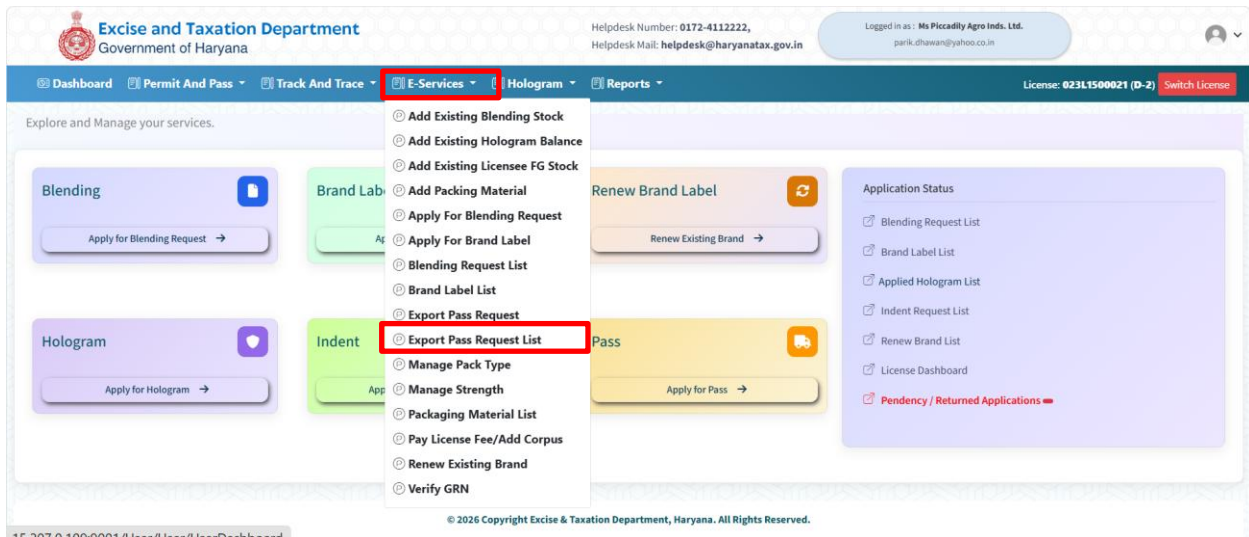 Excise and Taxation Department
Government of Haryana
Helpdesk Number: 0172-4112222,
Helpdesk Mail: helpdesk@haryanatax.gov.in
Logged in as : Ms Piccadily Agro Inds. Ltd.
parik.dhawan@yahoo.co.in
Dashboard Permit And Pass Track And Trace E-Services Hologram Reports License: 023L1500021 (D-2) Switch License
Explore and Manage your services.
Add Existing Blending Stock
Add Existing Hologram Balance
Add Existing Licensee FG Stock
Add Packing Material
Apply For Blending Request
Apply For Brand Label
Blending Request List
Brand Label List
Export Pass Request
Export Pass Request List
Manage Pack Type
Manage Strength
Packaging Material List
Pay License Fee/Add Corpus
Renew Existing Brand
Verify GRN
Blending
Apply for Blending Request →
Brand
Renew Brand Label
Renew Existing Brand →
Hologram
Apply for Hologram →
Indent
Pass
Apply for Pass →
Application Status
Blending Request List
Brand Label List
Applied Hologram List
Indent Request List
Renew Brand List
License Dashboard
Pendency / Returned Applications
© 2026 Copyright Excise & Taxation Department, Haryana. All Rights Reserved.